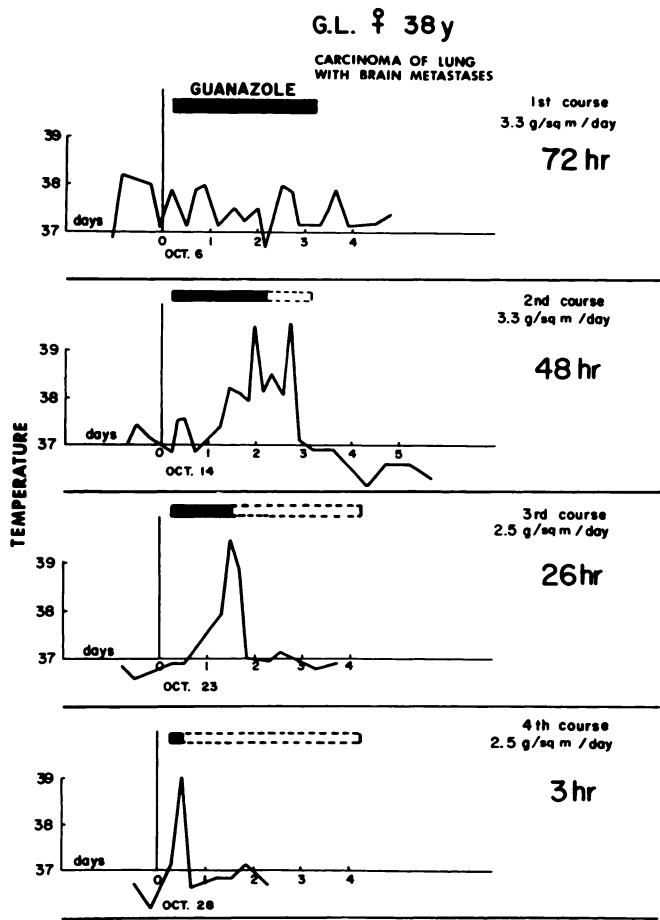 G.L. ♀ 38y
CARCINOMA OF LUNG
WITH BRAIN METASTASES
GUANAZOLE
1st course
3.3 g/sq m/day
72 hr
39
38
37
days
0 1 2 3 4
OCT. 6
2nd course
3.3 g/sq m /day
48 hr
39
38
37
days
0 1 2 3 4 5
OCT. 14
TEMPERATURE
3rd course
2.5 g/sq m /day
26 hr
39
38
37
days
0 1 2 3 4
OCT. 23
4th course
2.5 g/sq m /day
3 hr
39
38
37
days
0 1 2 3 4
OCT. 28